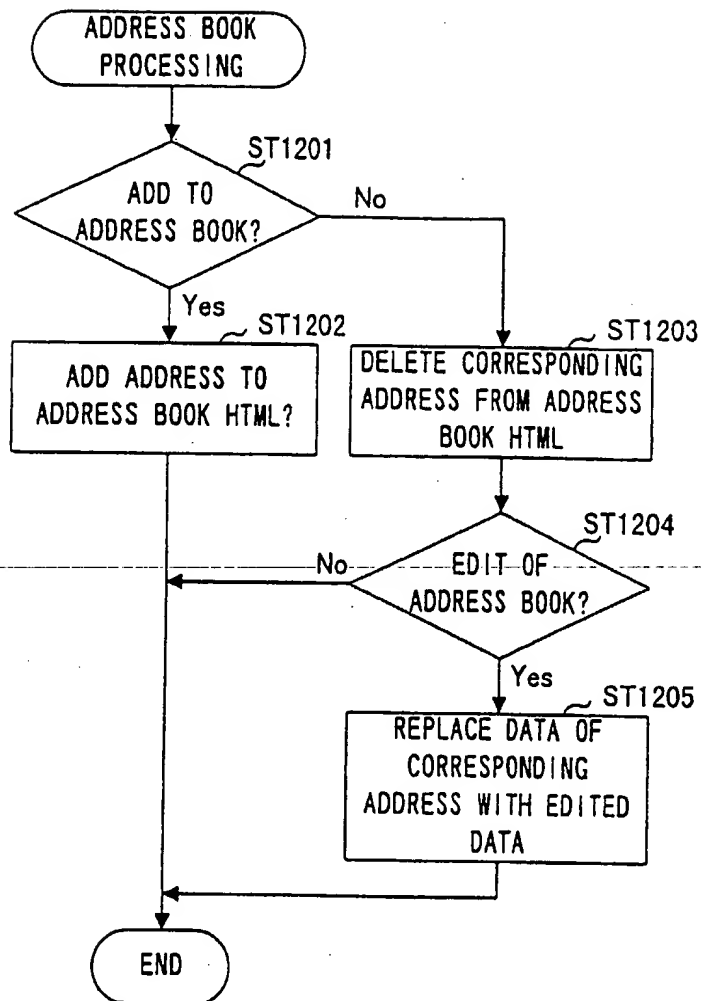 ADDRESS BOOK
PROCESSING
ST1201
ADD TO
ADDRESS BOOK?
No
Yes
ST1202
ADD ADDRESS TO
ADDRESS BOOK HTML?
ST1203
DELETE CORRESPONDING
ADDRESS FROM ADDRESS
BOOK HTML
ST1204
EDIT OF
ADDRESS BOOK?
No
Yes
ST1205
REPLACE DATA OF
CORRESPONDING
ADDRESS WITH EDITED
DATA
END